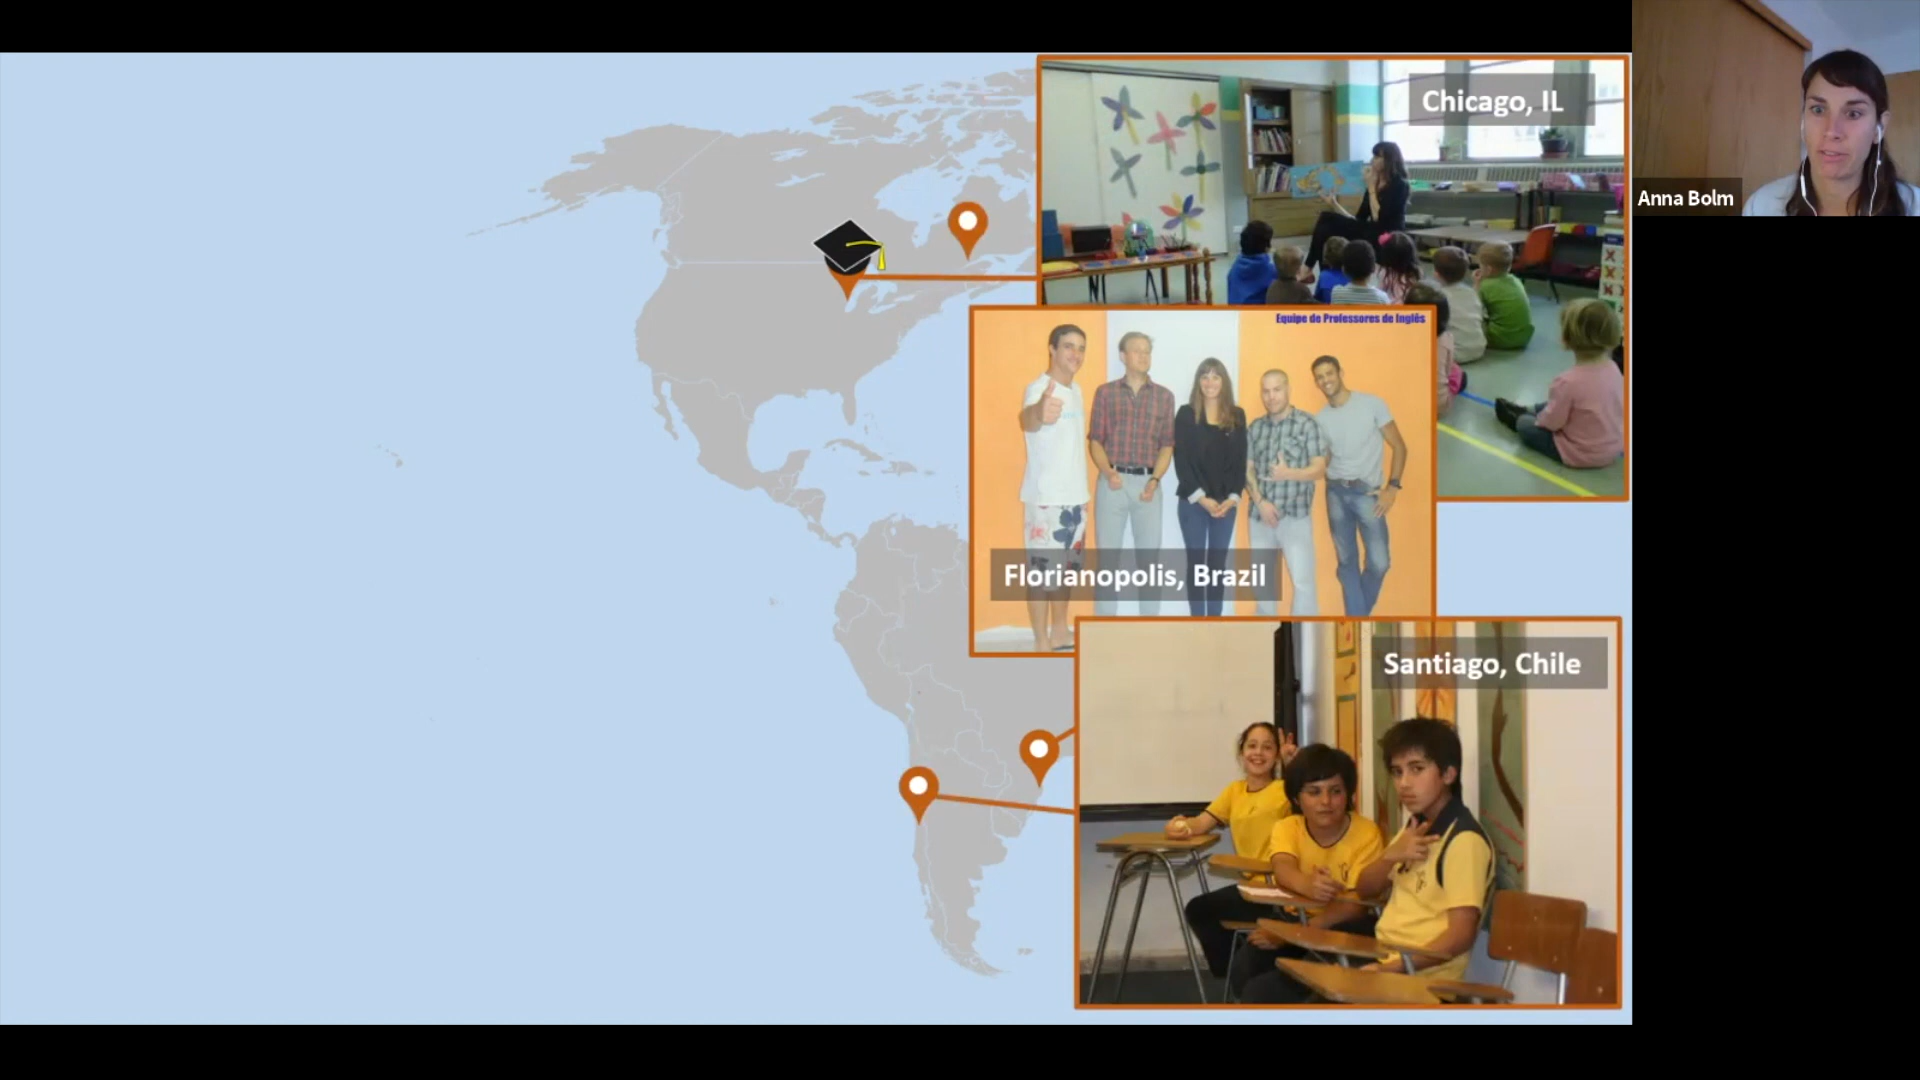 Chicago, IL
Anna Bolm
Equipe de Professores de Inglês
Florianopolis, Brazil
Santiago, Chile